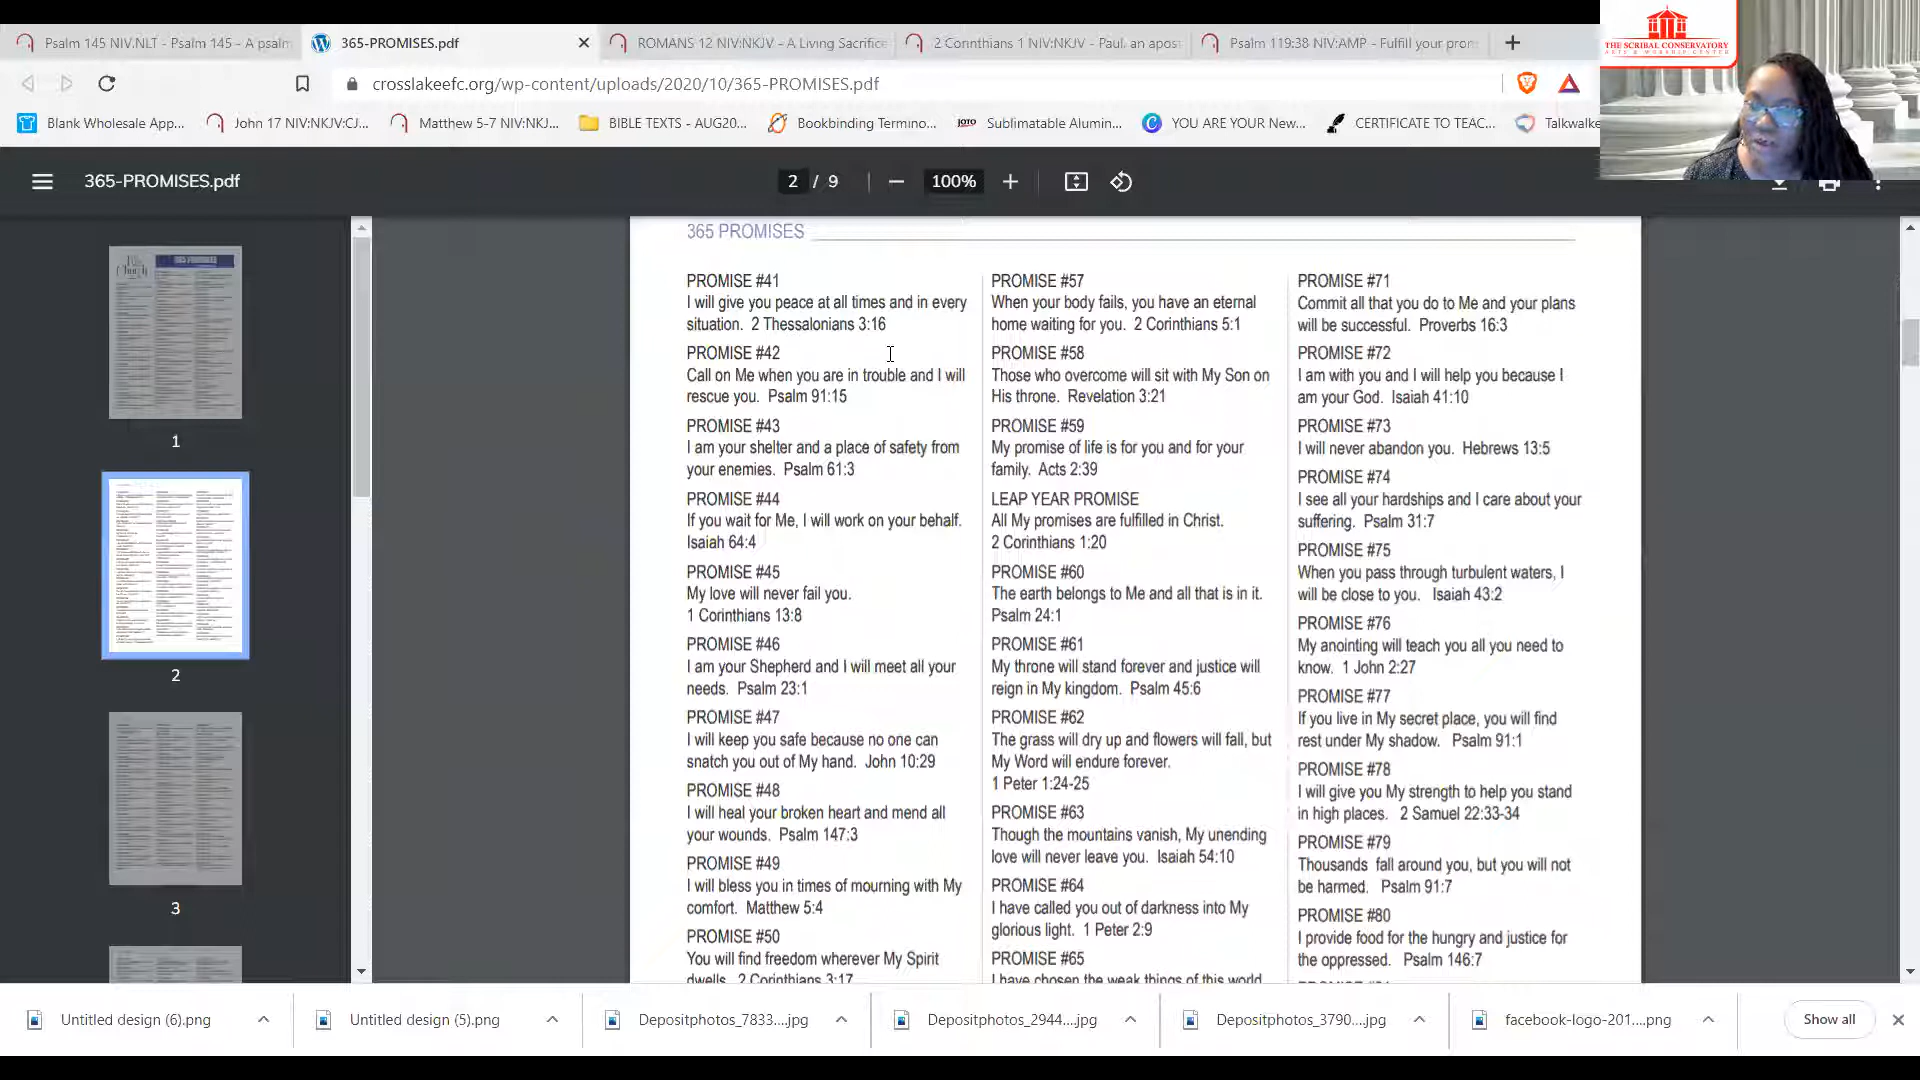 Psalm 145 NIV.NLT - Psalm 145 - A psalm
365-PROMISES.pdf
ROMANS 12 NIV:NKJV - A Living Sacrifice
2 Corinthians 1 NIV:NKJV - Paul, an apost
Psalm 119:38 NIV:AMP - Fulfill your prom
THE SCRIBAL CONSERVATORY
ARTS & WORSHIP CENTER
crosslakeefc.org/wp-content/uploads/2020/10/365-PROMISES.pdf
Blank Wholesale App...
John 17 NIV:NKJV:CJ...
Matthew 5-7 NIV:NKJ...
BIBLE TEXTS - AUG20...
Bookbinding Termino...
Sublimatable Alumin...
YOU ARE YOUR New...
CERTIFICATE TO TEAC...
Talkwalke
365-PROMISES.pdf
2 / 9
100%
1
2
3
365 PROMISES
PROMISE #41
I will give you peace at all times and in every
situation. 2 Thessalonians 3:16
PROMISE #42
Call on Me when you are in trouble and I will
rescue you. Psalm 91:15
PROMISE #43
I am your shelter and a place of safety from
your enemies. Psalm 61:3
PROMISE #44
If you wait for Me, I will work on your behalf.
Isaiah 64:4
PROMISE #45
My love will never fail you.
1 Corinthians 13:8
PROMISE #46
I am your Shepherd and I will meet all your
needs. Psalm 23:1
PROMISE #47
I will keep you safe because no one can
snatch you out of My hand. John 10:29
PROMISE #48
I will heal your broken heart and mend all
your wounds. Psalm 147:3
PROMISE #49
I will bless you in times of mourning with My
comfort. Matthew 5:4
PROMISE #50
You will find freedom wherever My Spirit
dwells. 2 Corinthians 3:17
PROMISE #57
When your body fails, you have an eternal
home waiting for you. 2 Corinthians 5:1
PROMISE #58
Those who overcome will sit with My Son on
His throne. Revelation 3:21
PROMISE #59
My promise of life is for you and for your
family. Acts 2:39
LEAP YEAR PROMISE
All My promises are fulfilled in Christ.
2 Corinthians 1:20
PROMISE #60
The earth belongs to Me and all that is in it.
Psalm 24:1
PROMISE #61
My throne will stand forever and justice will
reign in My kingdom. Psalm 45:6
PROMISE #62
The grass will dry up and flowers will fall, but
My Word will endure forever.
1 Peter 1:24-25
PROMISE #63
Though the mountains vanish, My unending
love will never leave you. Isaiah 54:10
PROMISE #64
I have called you out of darkness into My
glorious light. 1 Peter 2:9
PROMISE #65
I have chosen the weak things of this world
PROMISE #71
Commit all that you do to Me and your plans
will be successful. Proverbs 16:3
PROMISE #72
I am with you and I will help you because I
am your God. Isaiah 41:10
PROMISE #73
I will never abandon you. Hebrews 13:5
PROMISE #74
I see all your hardships and I care about your
suffering. Psalm 31:7
PROMISE #75
When you pass through turbulent waters, I
will be close to you. Isaiah 43:2
PROMISE #76
My anointing will teach you all you need to
know. 1 John 2:27
PROMISE #77
If you live in My secret place, you will find
rest under My shadow. Psalm 91:1
PROMISE #78
I will give you My strength to help you stand
in high places. 2 Samuel 22:33-34
PROMISE #79
Thousands fall around you, but you will not
be harmed. Psalm 91:7
PROMISE #80
I provide food for the hungry and justice for
the oppressed. Psalm 146:7
Untitled design (6).png
Untitled design (5).png
Depositphotos_7833....jpg
Depositphotos_2944....jpg
Depositphotos_3790....jpg
facebook-logo-201....png
Show all